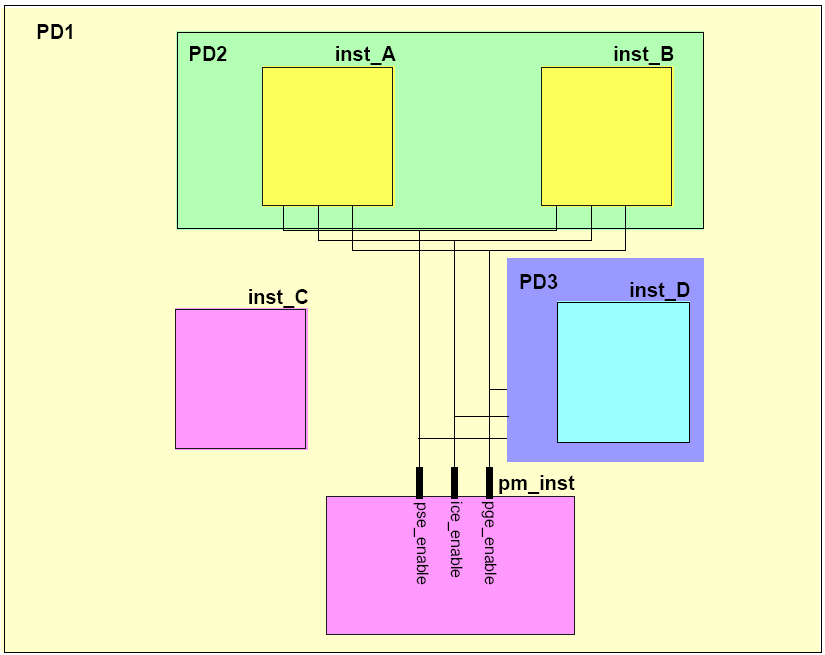 PD1
PD2
inst_A
inst_B
PD3
inst_D
inst_C
pm_inst
pse_enable
ice_enable
pge_enable